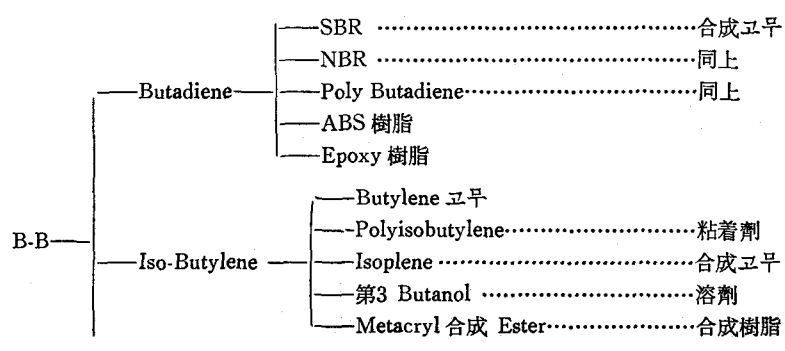 SBR ································合成고무
NBR ································同上
Butadiene
Poly Butadiene························同上
ABS 樹脂
Epoxy 樹脂
Butylene 고무
B-B
Polyisobutylene···················粘着劑
Iso-Butylene
Isoplene ··························合成고무
第3 Butanol ······················溶劑
Metacryl 合成 Ester···············合成樹脂